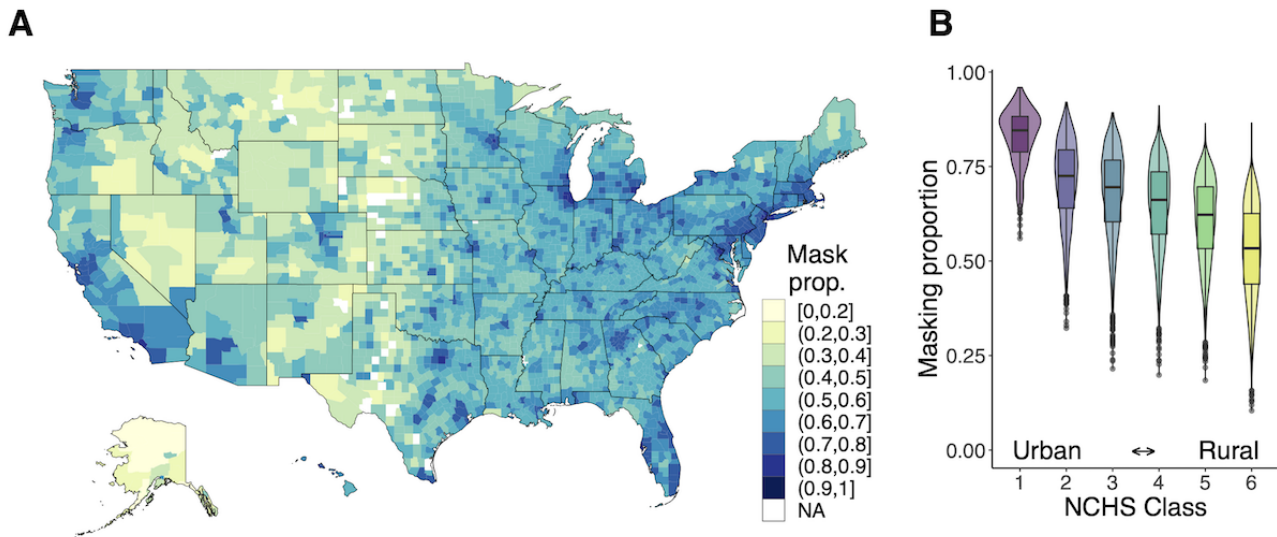 A
Mask
prop.
[0,0.2]
(0.2,0.3]
(0.3,0.4]
(0.4,0.5]
(0.5,0.6]
(0.6,0.7]
(0.7,0.8]
(0.8,0.9]
(0.9,1]
NA
B
Masking proportion
1.00
0.75
0.50
0.25
0.00
Urban ↔ Rural
1 2 3 4 5 6
NCHS Class